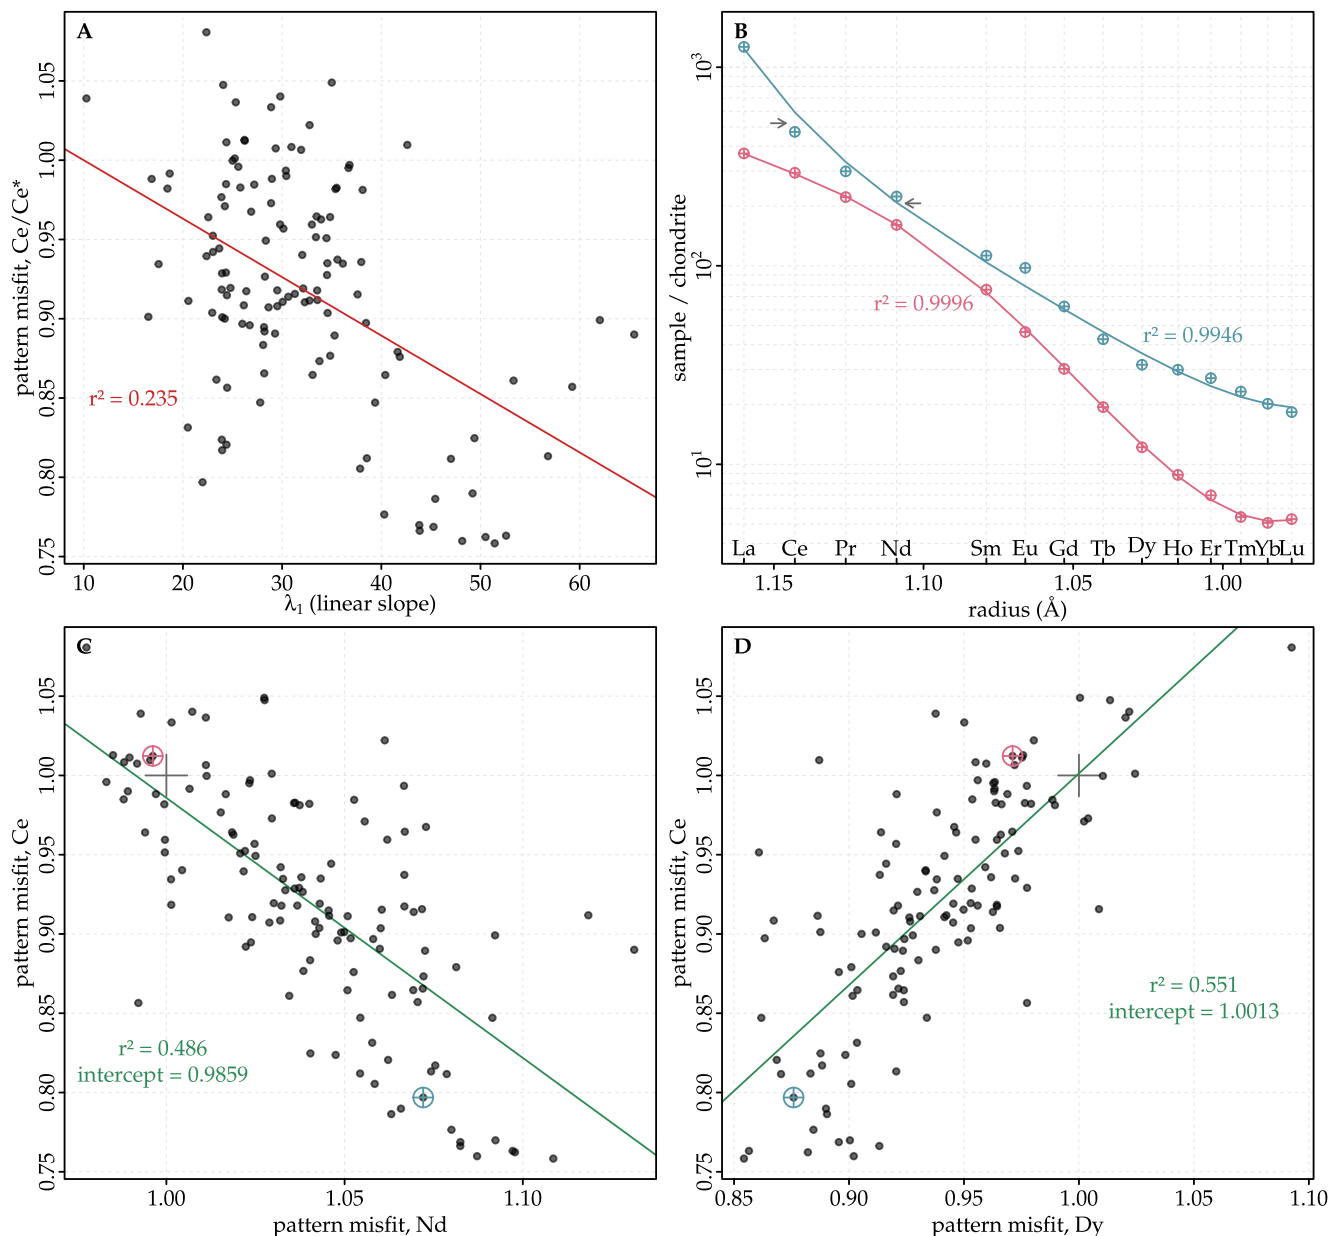 A
pattern misfit, Ce/Ce*
1.05
1.00
0.95
0.90
0.85
0.80
0.75
r² = 0.235
10
20
30
40
50
60
λ₁ (linear slope)
B
sample / chondrite
10³
10²
10¹
r² = 0.9996
r² = 0.9946
La
Ce
Pr
Nd
Sm
Eu
Gd
Tb
Dy
Ho
Er
Tm
Yb
Lu
1.15
1.10
1.05
1.00
radius (Å)
C
pattern misfit, Ce
1.05
1.00
0.95
0.90
0.85
0.80
0.75
r² = 0.486
intercept = 0.9859
1.00
1.05
1.10
pattern misfit, Nd
D
pattern misfit, Ce
1.05
1.00
0.95
0.90
0.85
0.80
0.75
r² = 0.551
intercept = 1.0013
0.85
0.90
0.95
1.00
1.05
1.10
pattern misfit, Dy